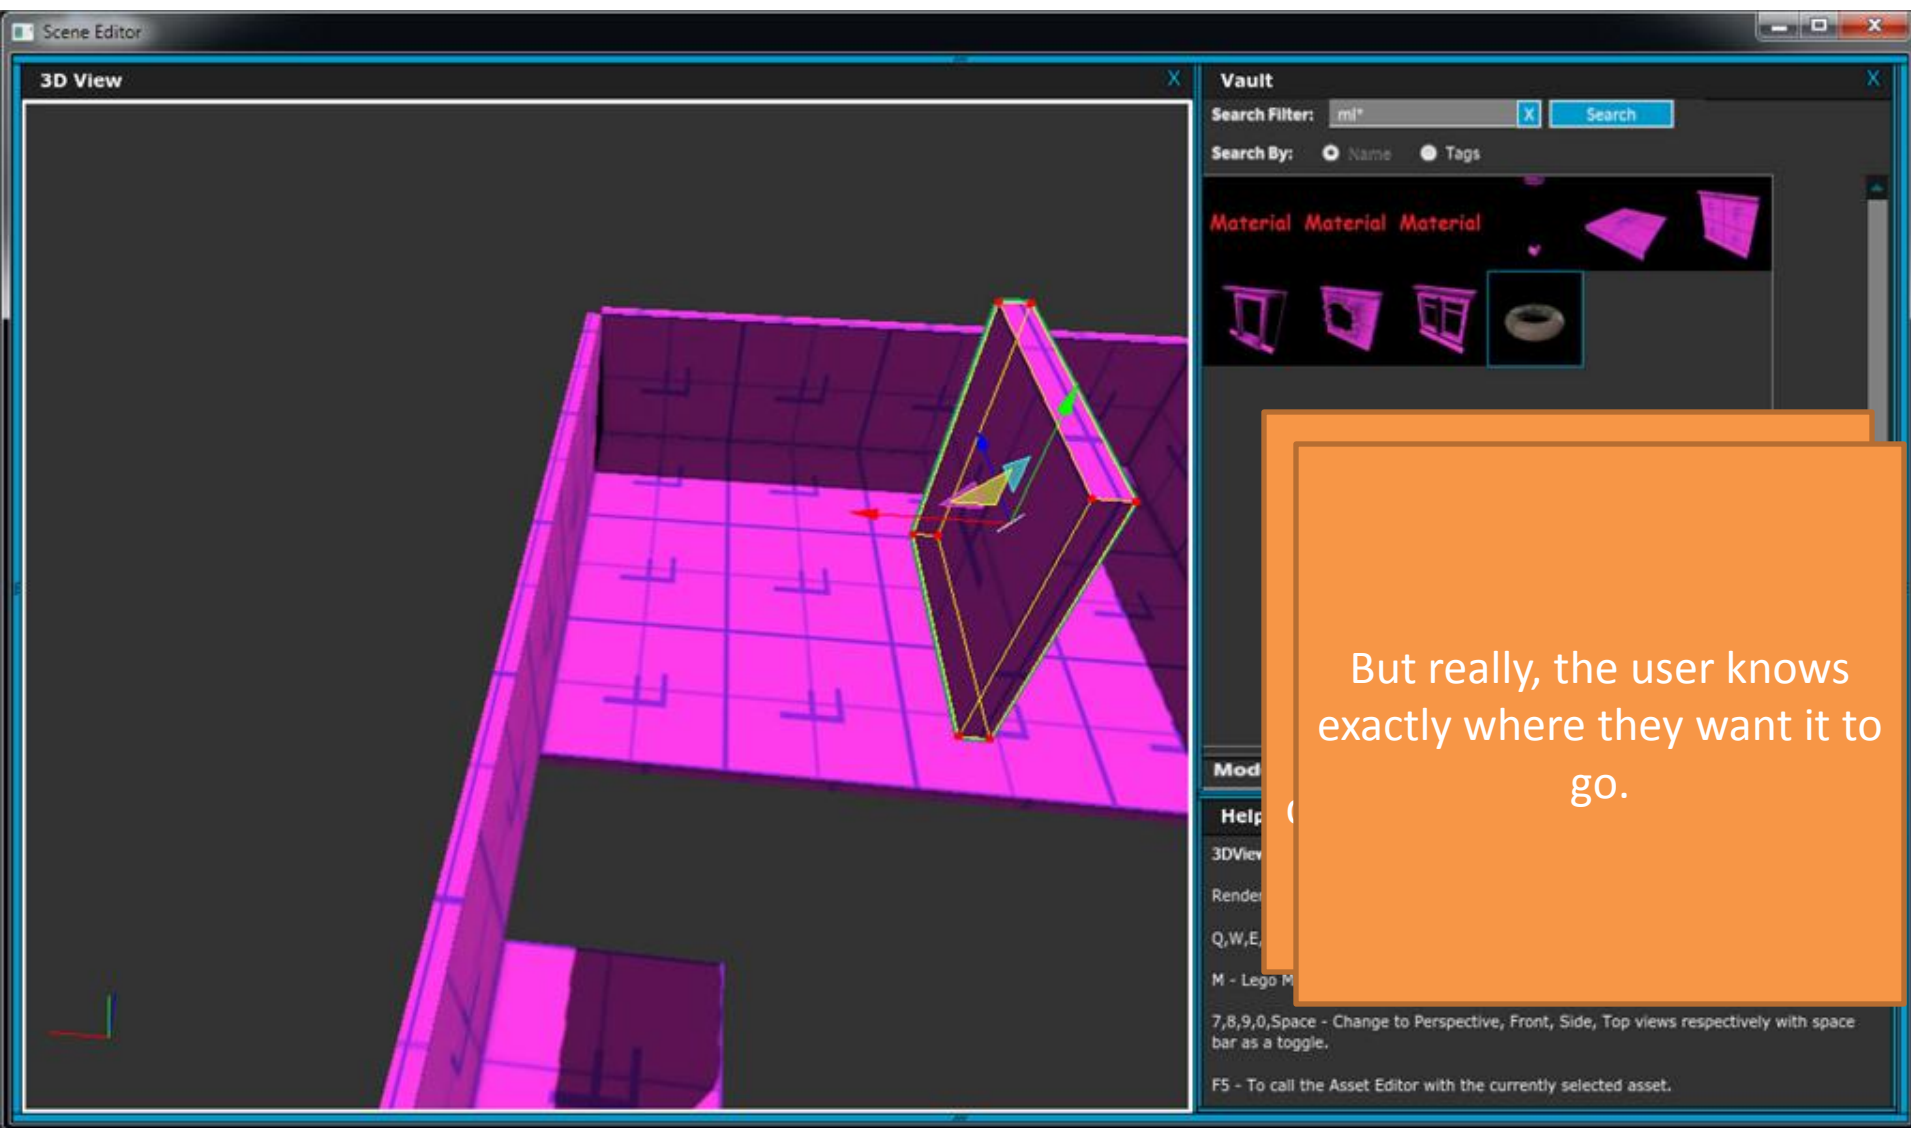 Scene Editor
3D View
X
Vault
X
Search Filter:
ml*
X
Search
Search By:
Name
Tags
Material Material Material
But really, the user knows
exactly where they want it to
go.
Help
Q,W,E,
M - Lego
7,8,9,0,Space - Change to Perspective, Front, Side, Top views respectively with space
bar as a toggle.
F5 - To call the Asset Editor with the currently selected asset.